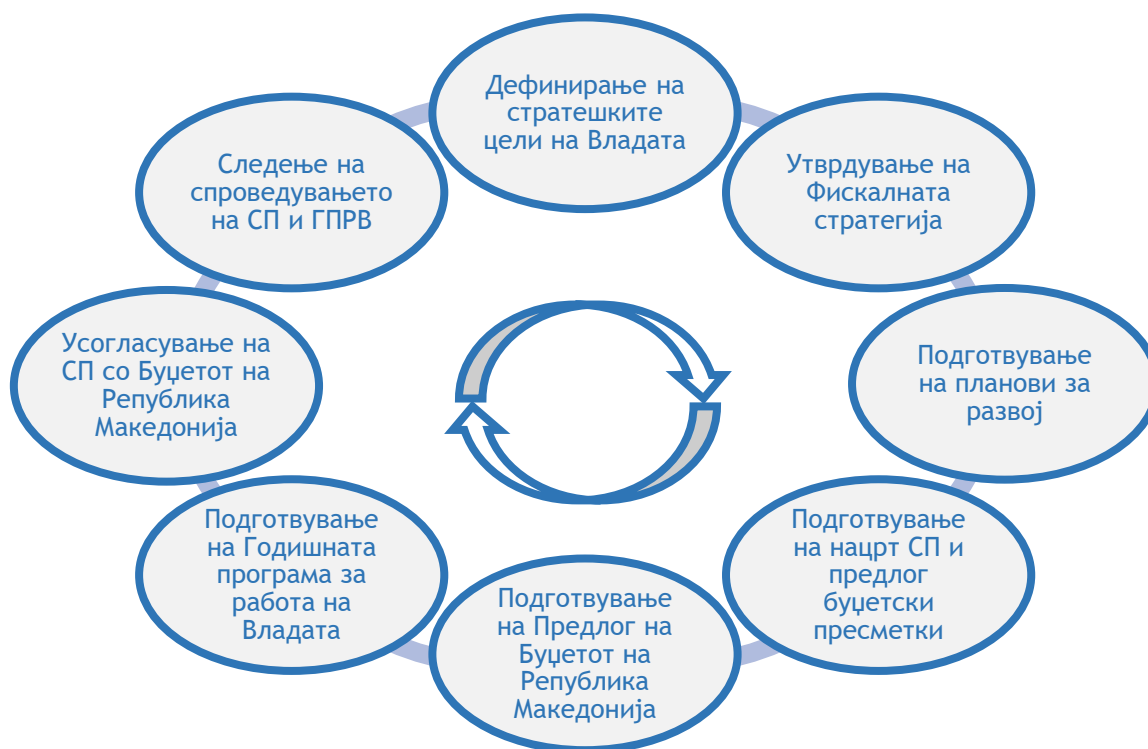 Дефинирање на
стратешките
цели на Владата
Утврдување на
Фискалната
стратегија
Подготвување
на планови за
развој
Подготвување
на нацрт СП и
предлог
буџетски
пресметки
Подготвување
на Предлог на
Буџетот на
Република
Македонија
Подготвување
на Годишната
програма за
работа на
Владата
Усогласување на
СП со Буџетот на
Република
Македонија
Следење на
спроведувањето
на СП и ГПРВ